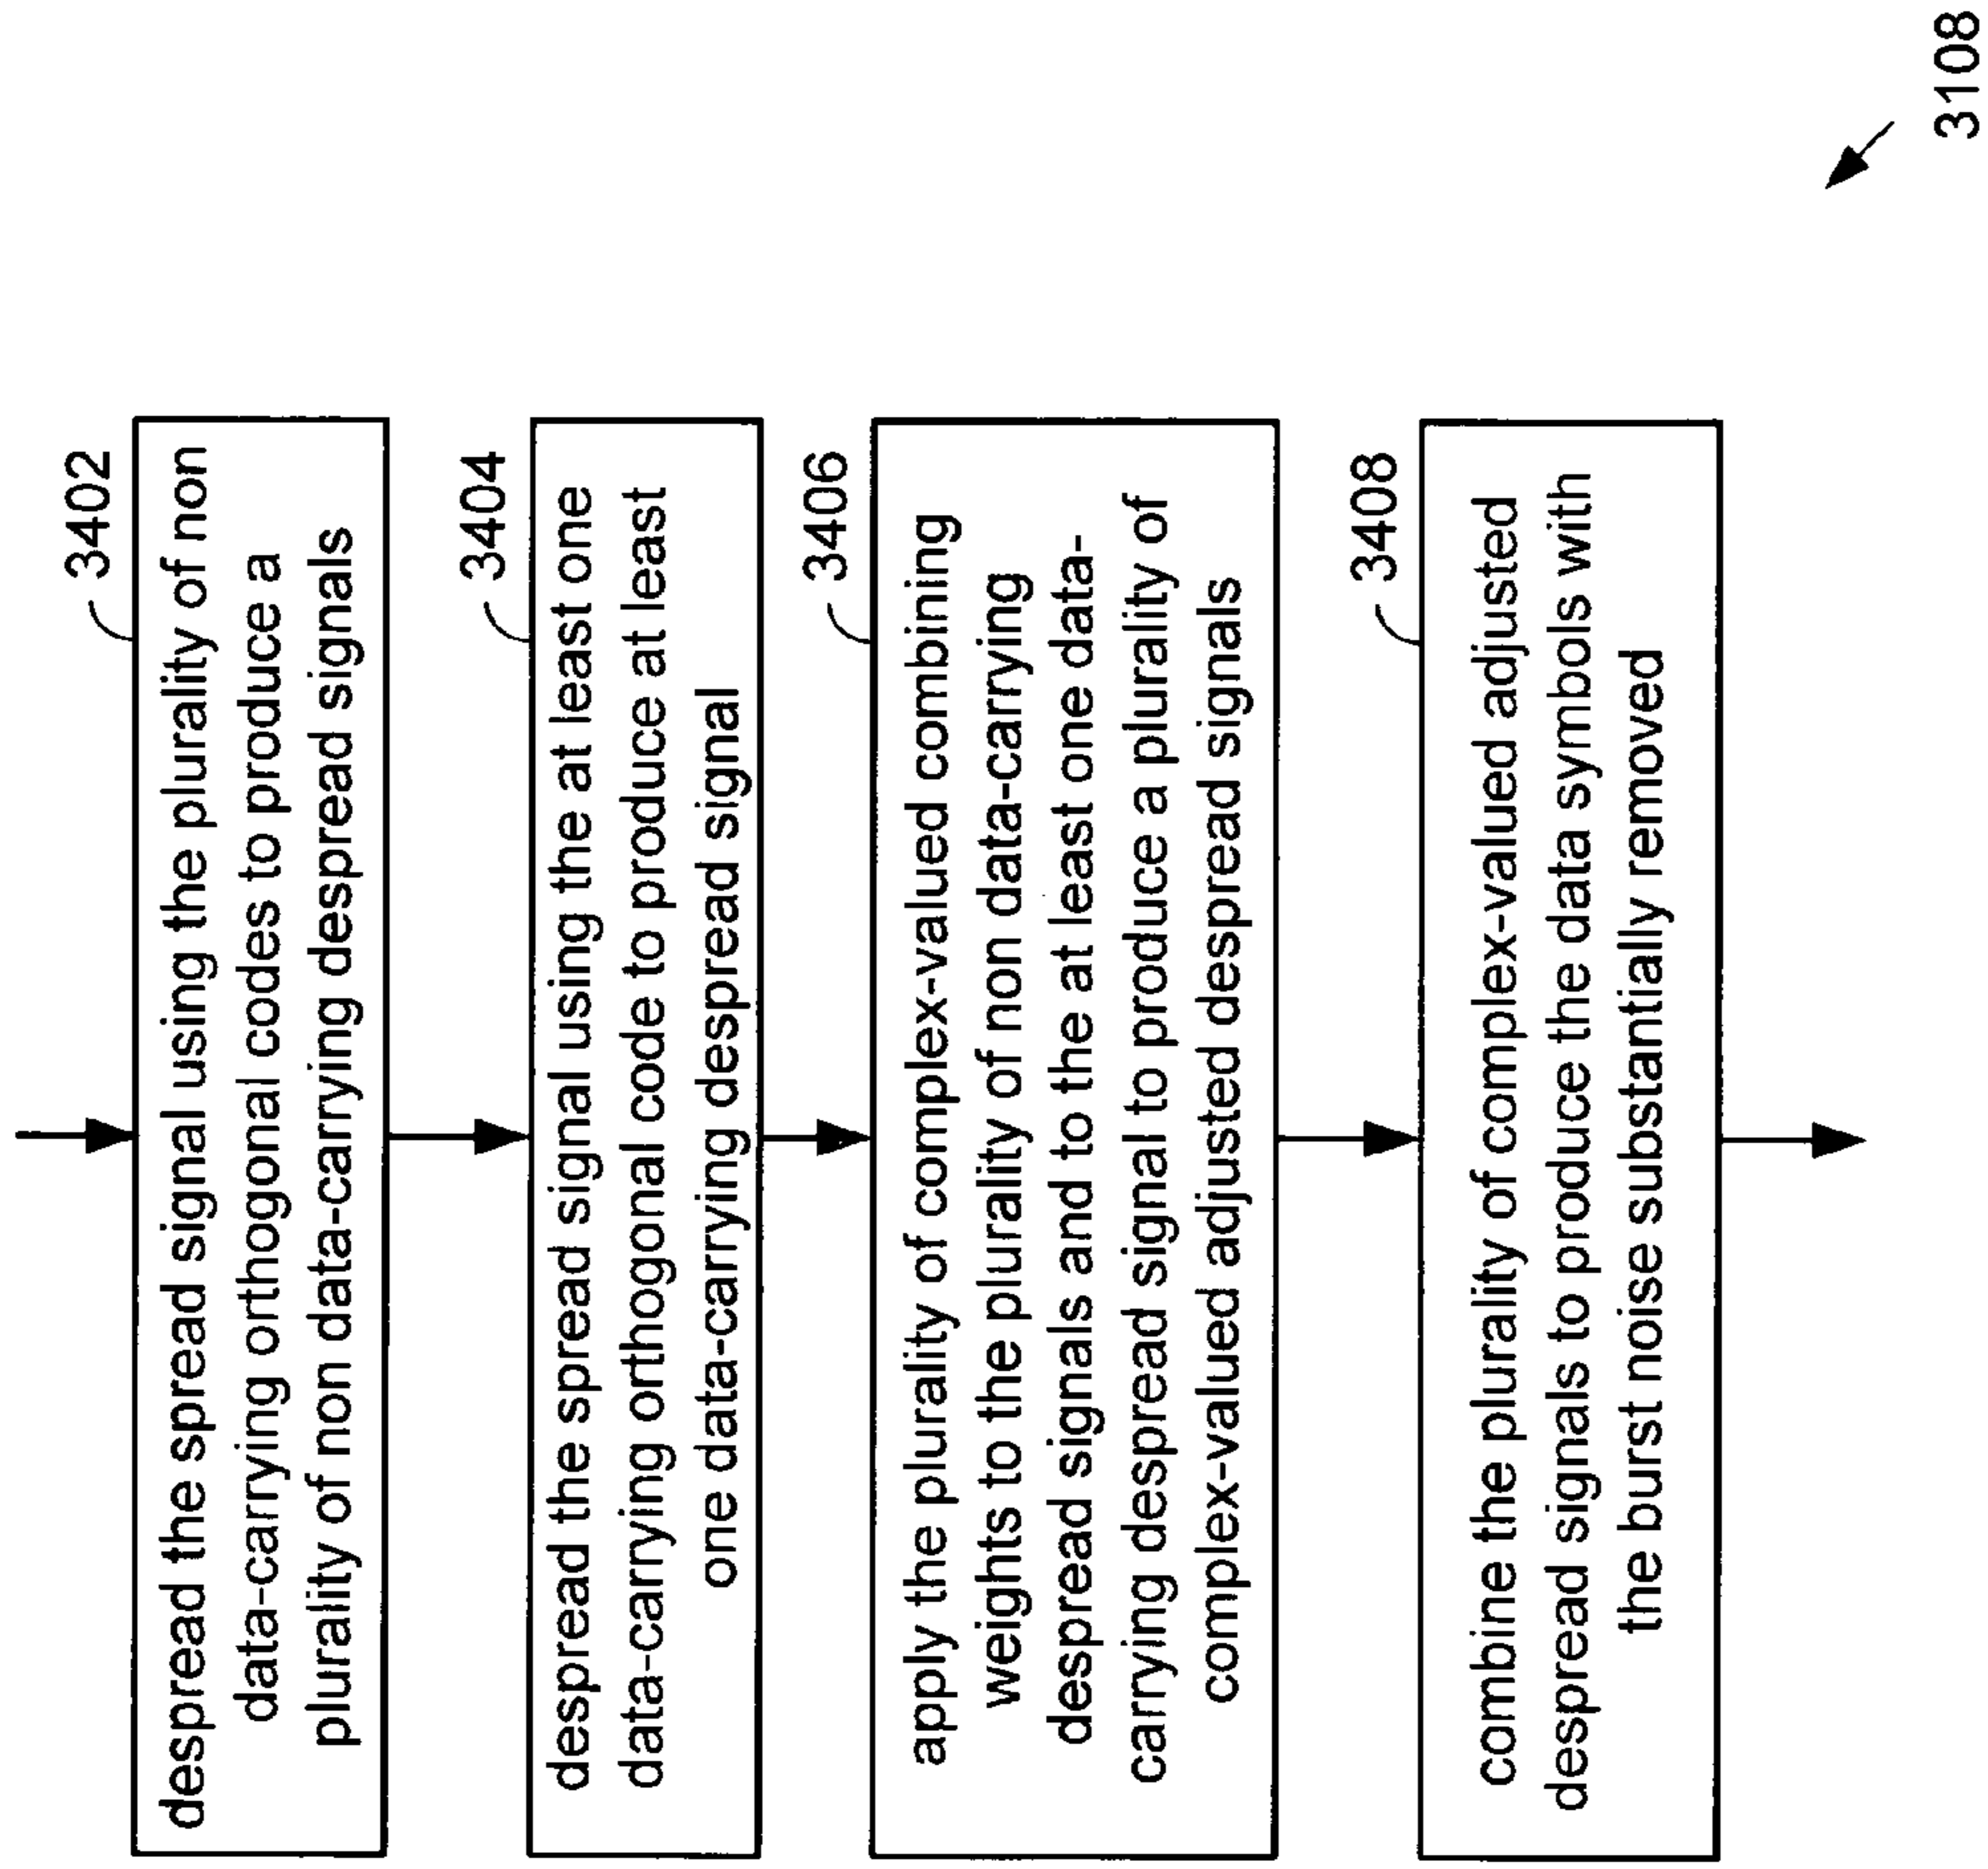 3402
despread the spread signal using the plurality of non
data-carrying orthogonal codes to produce a
plurality of non data-carrying despread signals
3404
despread the spread signal using the at least one
data-carrying orthogonal code to produce at least
one data-carrying despread signal
3406
apply the plurality of complex-valued combining
weights to the plurality of non data-carrying
despread signals and to the at least one data-
carrying despread signal to produce a plurality of
complex-valued adjusted despread signals
3408
combine the plurality of complex-valued adjusted
despread signals to produce the data symbols with
the burst noise substantially removed
3108